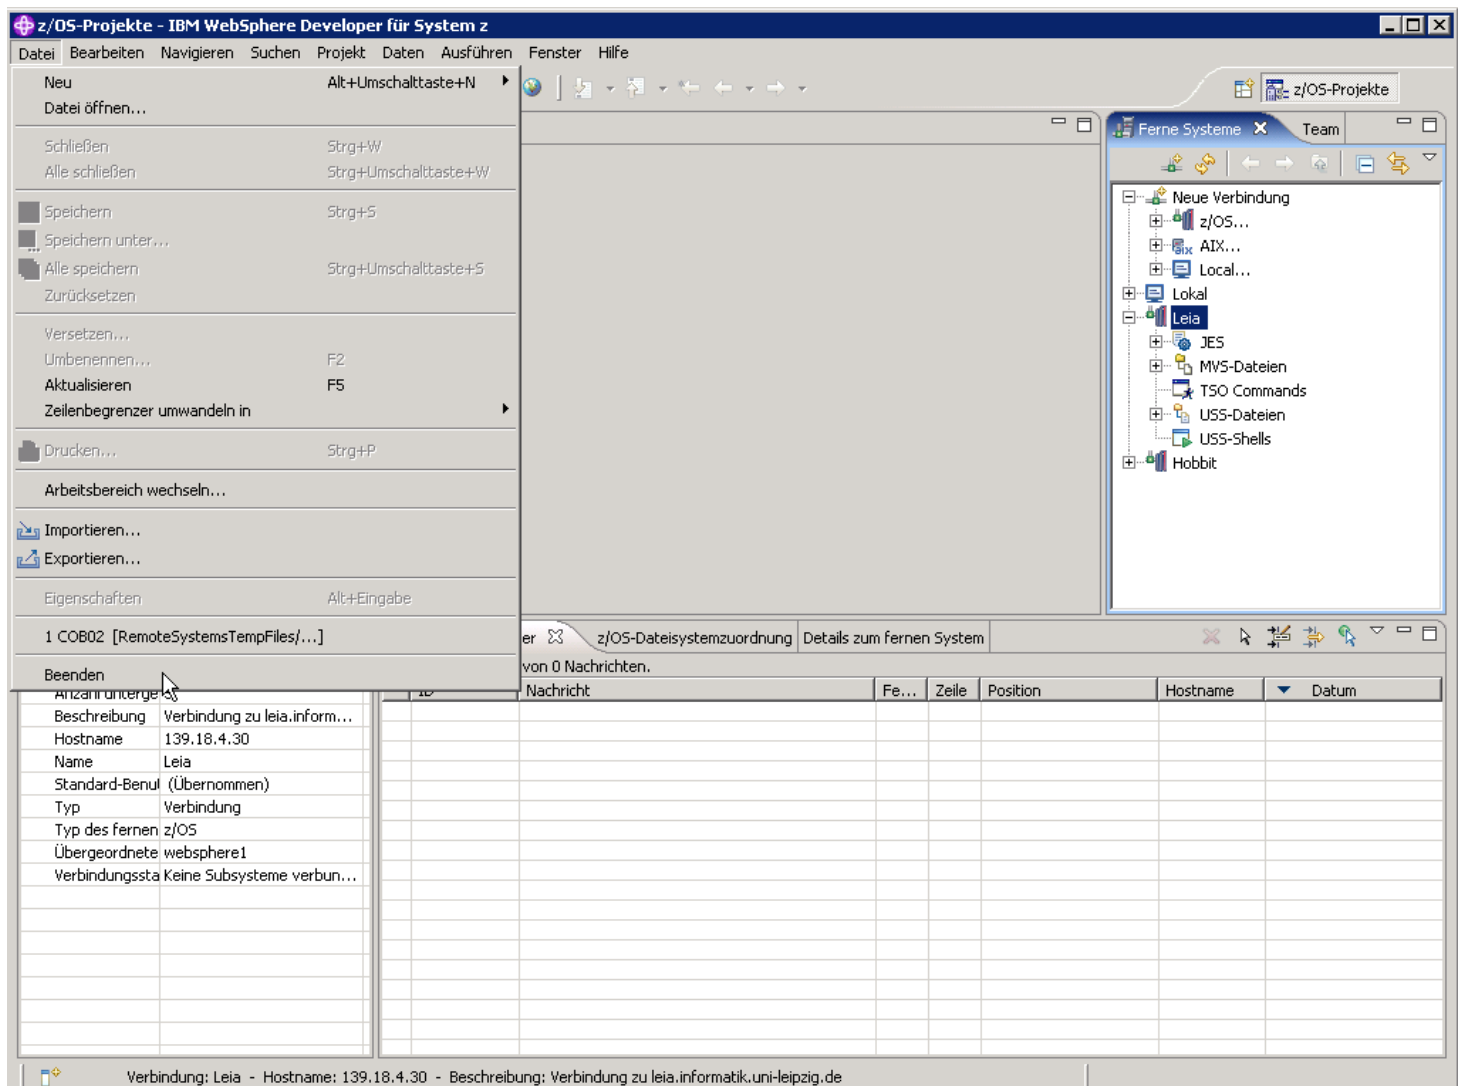 z/OS-Projekte - IBM WebSphere Developer für System z
Datei Bearbeiten Navigieren Suchen Projekt Daten Ausführen Fenster Hilfe
Neu Alt+Umschalttaste+N
Datei öffnen...
Schließen Strg+W
Alle schließen Strg+Umschalttaste+W
Speichern Strg+S
Speichern unter...
Alle speichern Strg+Umschalttaste+S
Zurücksetzen
Versetzen...
Umbenennen... F2
Aktualisieren F5
Zeilenbegrenzer umwandeln in
Drucken... Strg+P
Arbeitsbereich wechseln...
Importieren...
Exportieren...
Eigenschaften Alt+Eingabe
1 COB02 [RemoteSystemsTempFiles/...]
Beenden
z/OS-Projekte
Ferne Systeme Team
Neue Verbindung
z/OS...
AIX...
Local...
Lokal
Leia
JES
MVS-Dateien
TSO Commands
USS-Dateien
USS-Shells
Hobbit
er z/OS-Dateisystemzuordnung Details zum fernen System
von 0 Nachrichten.
ID Nachricht Fe... Zeile Position Hostname Datum
Anzahl unterge
Beschreibung Verbindung zu leia.inform...
Hostname 139.18.4.30
Name Leia
Standard-Benu (Übernommen)
Typ Verbindung
Typ des fernen z/OS
Übergeordnete websphere1
Verbindungssta Keine Subsysteme verbun...
Verbindung: Leia - Hostname: 139.18.4.30 - Beschreibung: Verbindung zu leia.informatik.uni-leipzig.de